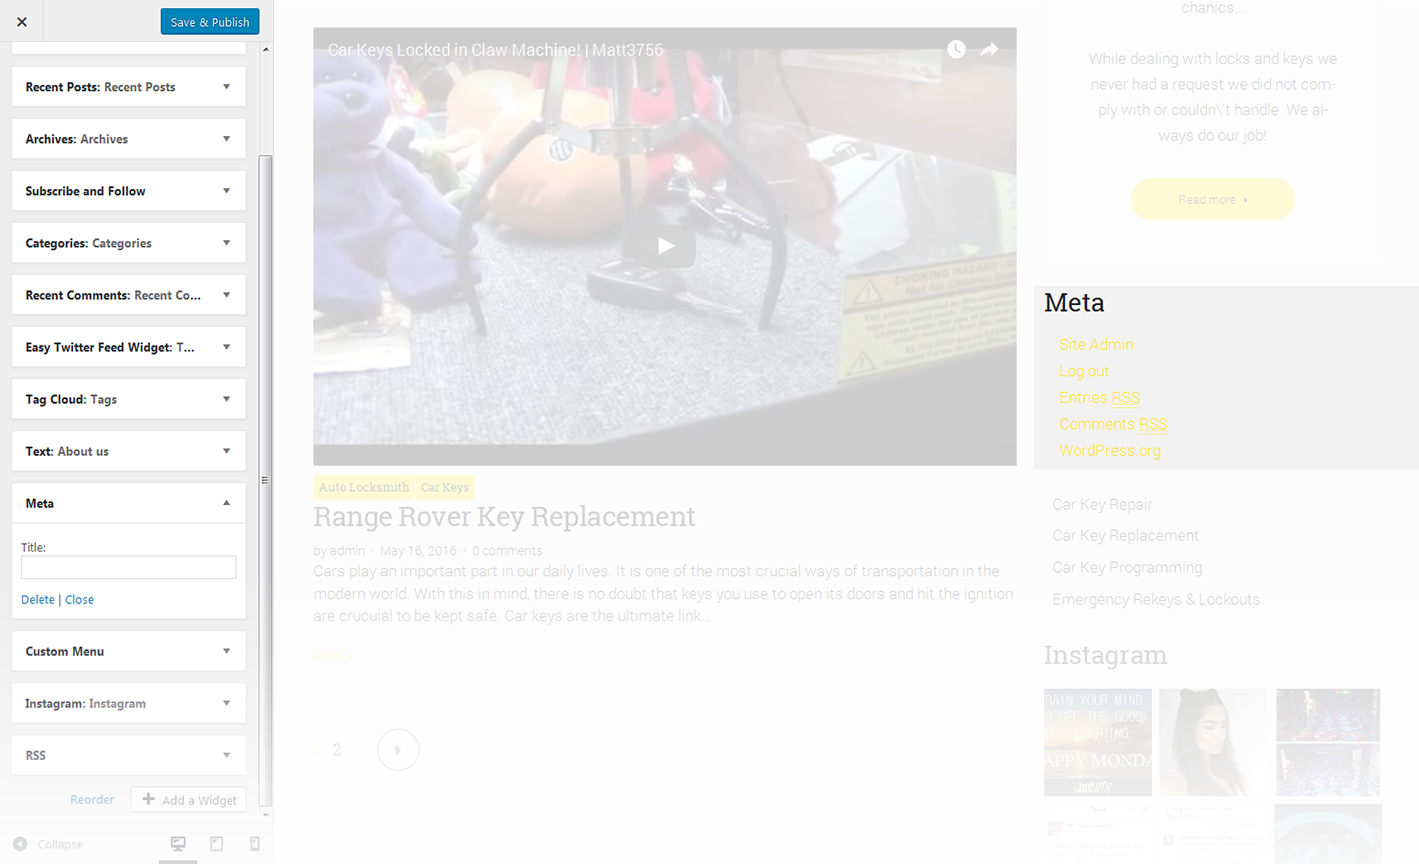 Save & Publish
Recent Posts: Recent Posts
Archives: Archives
Subscribe and Follow
Categories: Categories
Recent Comments: Recent Co...
Easy Twitter Feed Widget: T...
Tag Cloud: Tags
Text: About us
Meta
Title:
Delete | Close
Custom Menu
Instagram: Instagram
RSS
Reorder
Add a Widget
Collapse
Car Keys Locked in Claw Machine! | Matt3756
CHOKING HAZARD
Auto Locksmith Car Keys
Range Rover Key Replacement
by admin • May 16, 2016 • 0 comments
Cars play an important part in our daily lives. It is one of the most crucial ways of transportation in the
modern world. With this in mind, there is no doubt that keys you use to open its doors and hit the ignition
are crucuial to be kept safe. Car keys are the ultimate link...
1 2
chanics...
While dealing with locks and keys we
never had a request we did not com-
ply with or couldn\'t handle. We al-
ways do our job!
Read more
Meta
Site Admin
Log out
Entries RSS
Comments RSS
WordPress.org
Car Key Repair
Car Key Replacement
Car Key Programming
Emergency Rekeys & Lockouts
Instagram
RAIN YOUR MIND
O SEE THE GOOD
APPY MONDA